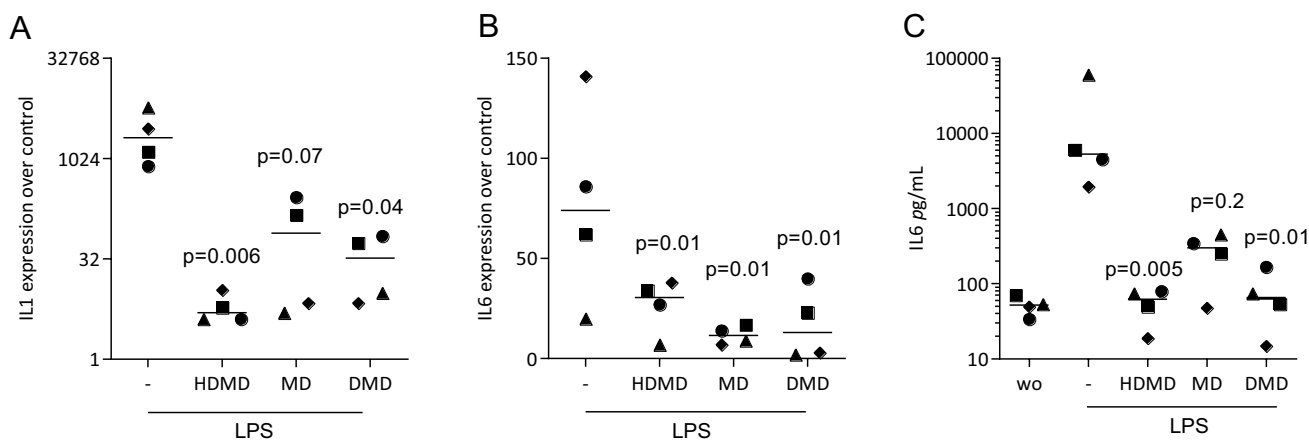 A
IL1 expression over control
32768
1024
32
1
p=0.006
p=0.07
p=0.04
- HDMD MD DMD
LPS
B
IL6 expression over control
150
100
50
0
p=0.01
p=0.01
p=0.01
- HDMD MD DMD
LPS
C
IL6 pg/mL
100000
10000
1000
100
10
p=0.005
p=0.2
p=0.01
wo - HDMD MD DMD
LPS